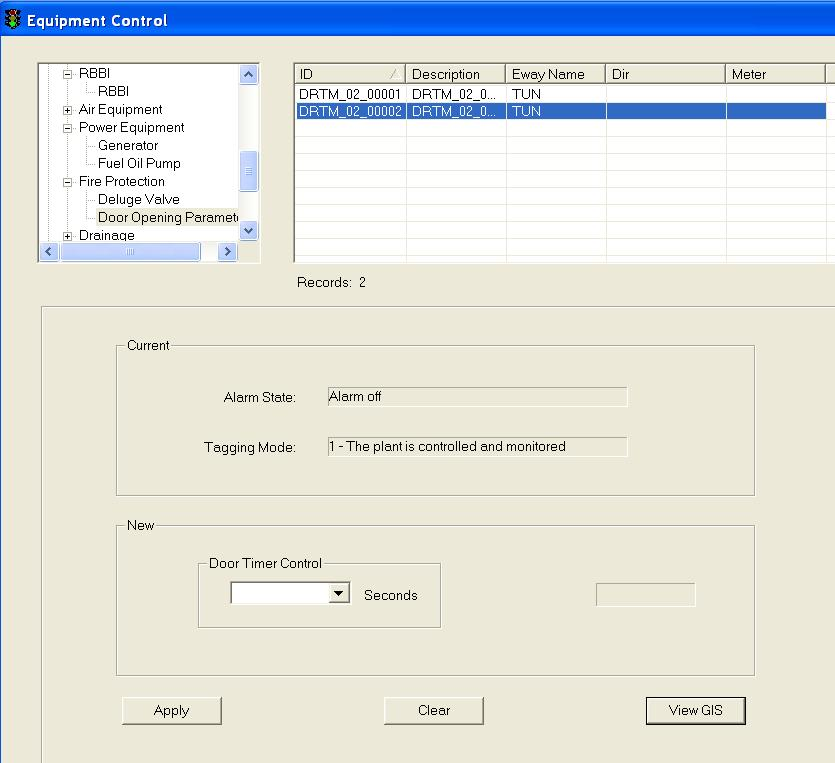 Equipment Control
RBBI
RBBI
Air Equipment
Power Equipment
Generator
Fuel Oil Pump
Fire Protection
Deluge Valve
Door Opening Paramet
Drainage
ID Description Eway Name Dir Meter
DRTM_02_00001 DRTM_02_0... TUN
DRTM_02_00002 DRTM_02_0... TUN
Records: 2
Current
Alarm State: Alarm off
Tagging Mode: 1 - The plant is controlled and monitored
New
Door Timer Control
Seconds
Apply Clear View GIS